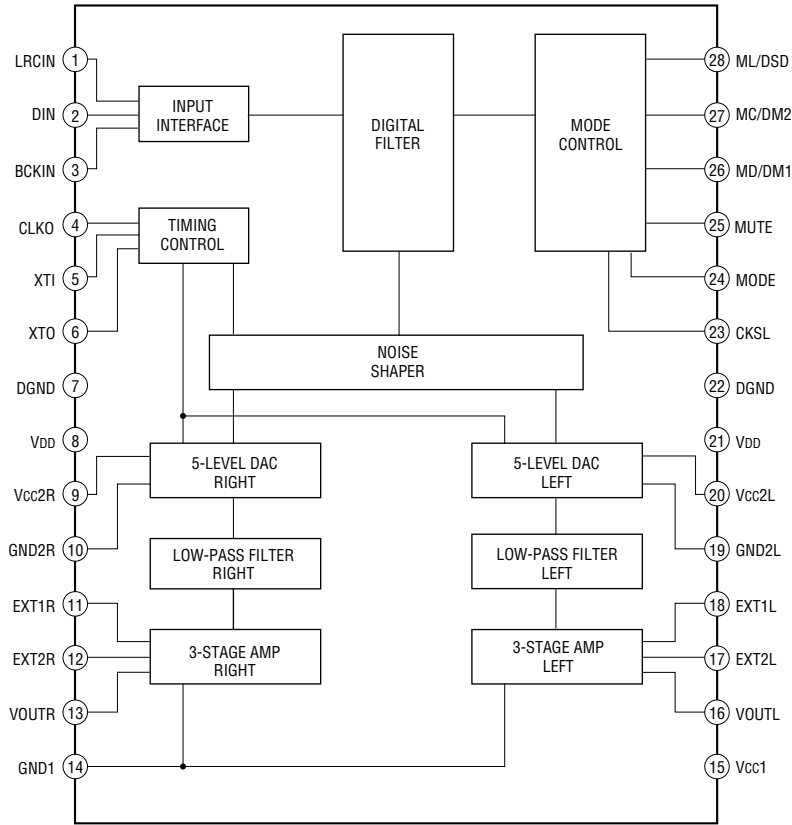 LRCIN 1
DIN 2
BCKIN 3
CLKO 4
XTI 5
XTO 6
DGND 7
VDD 8
VCC2R 9
GND2R 10
EXT1R 11
EXT2R 12
VOUTR 13
GND1 14
INPUT
INTERFACE
TIMING
CONTROL
DIGITAL
FILTER
MODE
CONTROL
NOISE
SHAPER
5-LEVEL DAC
RIGHT
5-LEVEL DAC
LEFT
LOW-PASS FILTER
RIGHT
LOW-PASS FILTER
LEFT
3-STAGE AMP
RIGHT
3-STAGE AMP
LEFT
28 ML/DSD
27 MC/DM2
26 MD/DM1
25 MUTE
24 MODE
23 CKSL
22 DGND
21 VDD
20 VCC2L
19 GND2L
18 EXT1L
17 EXT2L
16 VOUTL
15 VCC1